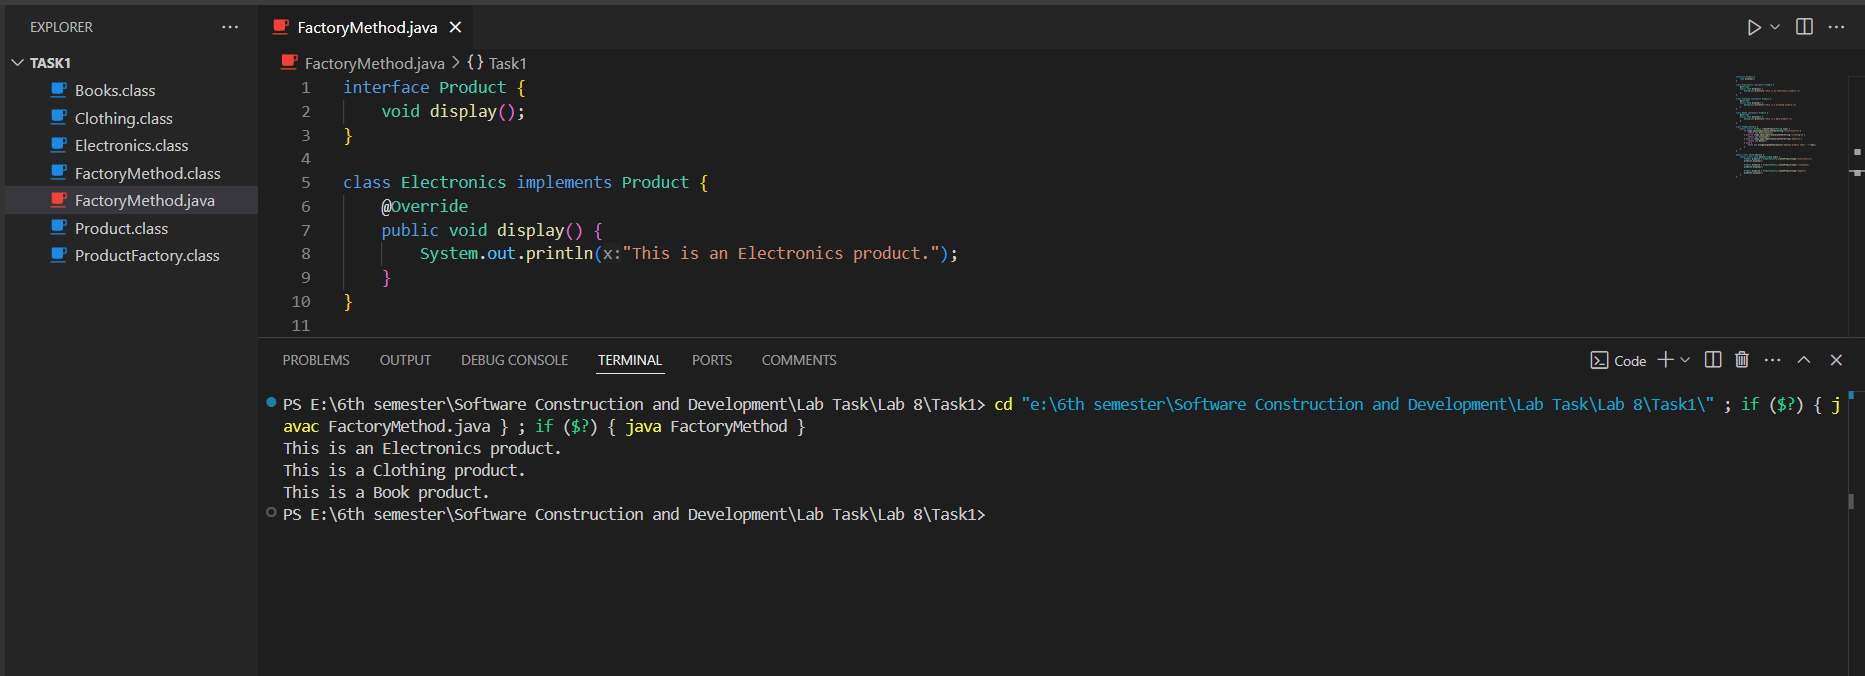 EXPLORER
TASK1
Books.class
Clothing.class
Electronics.class
FactoryMethod.class
FactoryMethod.java
Product.class
ProductFactory.class
FactoryMethod.java
FactoryMethod.java > {} Task1
1 interface Product {
2 void display();
3 }
4
5 class Electronics implements Product {
6 @Override
7 public void display() {
8 System.out.println(x:"This is an Electronics product.");
9 }
10 }
11
PROBLEMS OUTPUT DEBUG CONSOLE TERMINAL PORTS COMMENTS
Code
PS E:\6th semester\Software Construction and Development\Lab Task\Lab 8\Task1> cd "e:\6th semester\Software Construction and Development\Lab Task\Lab 8\Task1\" ; if ($?) { j
avac FactoryMethod.java } ; if ($?) { java FactoryMethod }
This is an Electronics product.
This is a Clothing product.
This is a Book product.
PS E:\6th semester\Software Construction and Development\Lab Task\Lab 8\Task1>